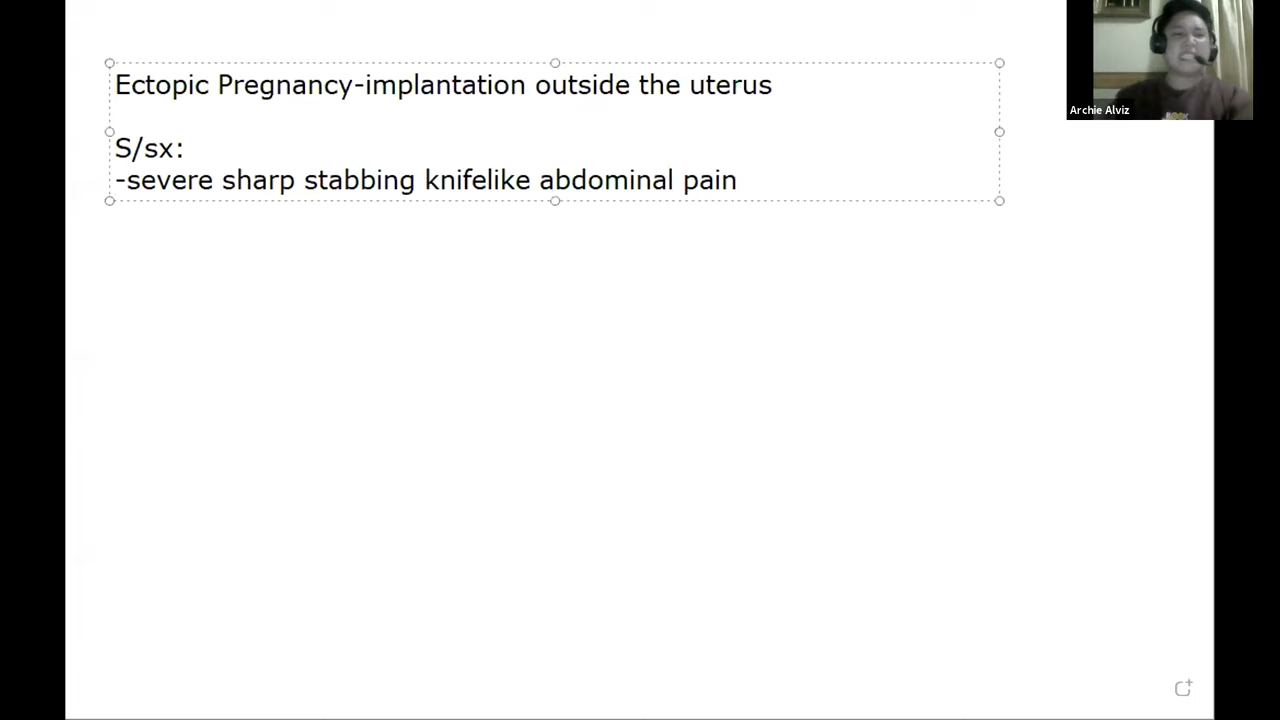 Ectopic Pregnancy-implantation outside the uterus
S/sx:
-severe sharp stabbing knifelike abdominal pain
Archie Alviz